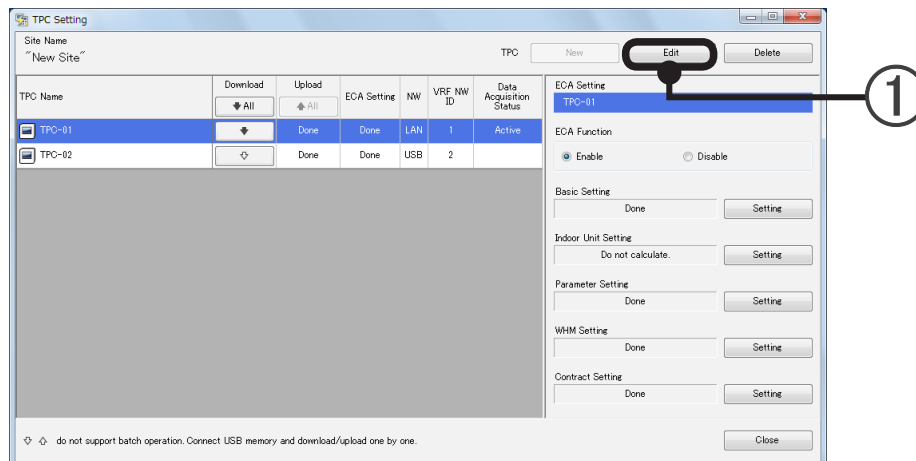 TPC Setting
Site Name
"New Site"
TPC New Edit Delete
1
TPC Name Download Upload ECA Setting NW VRF NW ID Data Acquisition Status
All All
TPC-01 Done Done LAN 1 Active
TPC-02 Done Done USB 2
ECA Setting
TPC-01
ECA Function
Enable Disable
Basic Setting
Done Setting
Indoor Unit Setting
Do not calculate. Setting
Parameter Setting
Done Setting
WHM Setting
Done Setting
Contract Setting
Done Setting
do not support batch operation. Connect USB memory and download/upload one by one.
Close